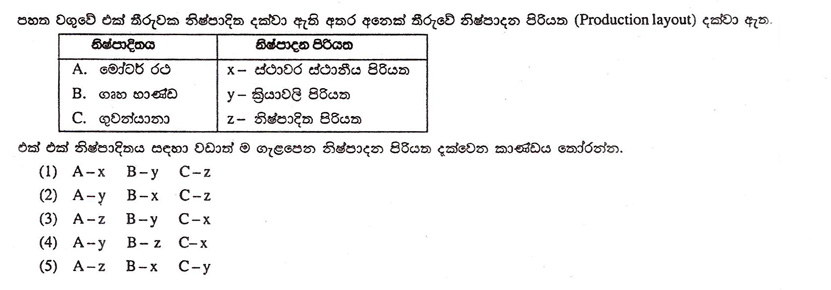 පහත වගුවේ එක් තීරුවක නිෂ්පාදිත දක්වා ඇති අතර අනෙක් තීරුවේ නිෂ්පාදන පිරියත (Production layout) දක්වා ඇත.
නිෂ්පාදිතය නිෂ්පාදන පිරියත
A. මෝටර් රථ x – ස්ථාවර ස්ථානීය පිරියත
B. ගෘහ භාණ්ඩ y – ක්‍රියාවලි පිරියත
C. ගුවන්යානා z – නිෂ්පාදිත පිරියත
එක් එක් නිෂ්පාදිතය සඳහා වඩාත් ම ගැළපෙන නිෂ්පාදන පිරියත දැක්වෙන කාණ්ඩය තෝරන්න.
(1) A – x B – y C – z
(2) A – y B – x C – z
(3) A – z B – y C – x
(4) A – y B – z C – x
(5) A – z B – x C – y